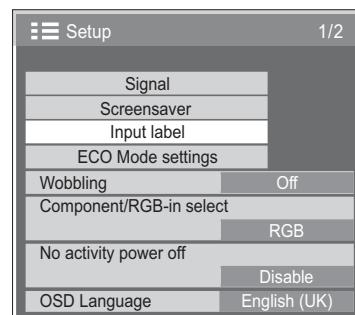 Setup 1/2
Signal
Screensaver
Input label
ECO Mode settings
Wobbling Off
Component/RGB-in select
RGB
No activity power off
Disable
OSD Language English (UK)